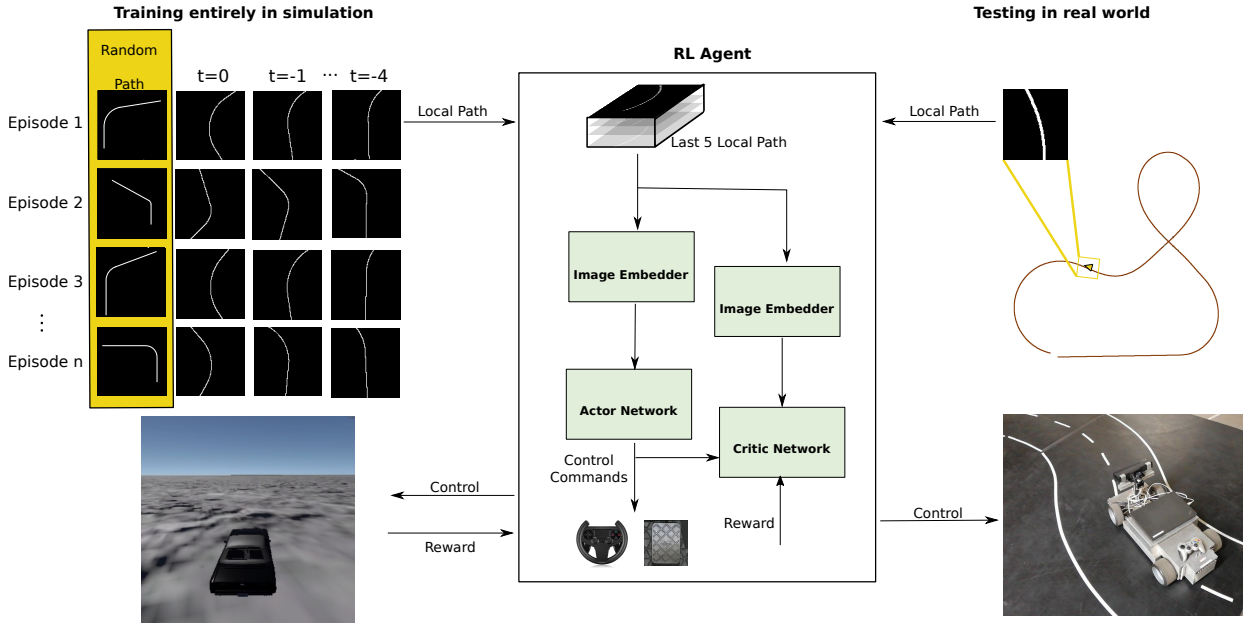 Training entirely in simulation
Random
Path
t=0
t=-1
...
t=-4
Episode 1
Episode 2
Episode 3
⋮
Episode n
Local Path
Control
Reward
RL Agent
Last 5 Local Path
Image Embedder
Image Embedder
Actor Network
Critic Network
Control
Commands
Reward
Testing in real world
Local Path
Control